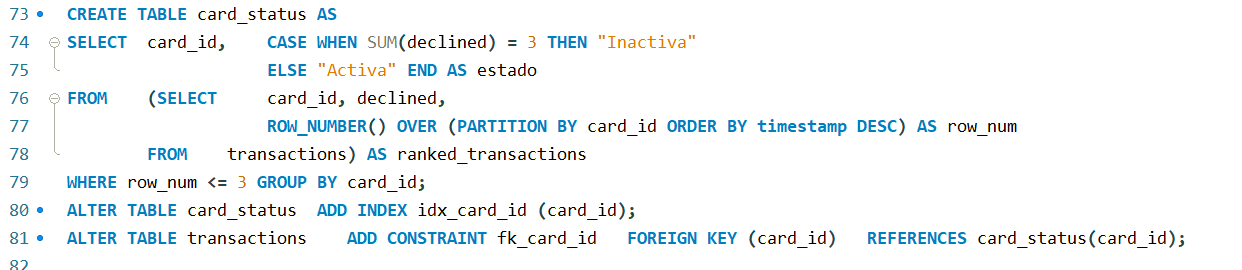 73 CREATE TABLE card_status AS
74 SELECT card_id, CASE WHEN SUM(declined) = 3 THEN "Inactiva"
75 ELSE "Activa" END AS estado
76 FROM (SELECT card_id, declined,
77 ROW_NUMBER() OVER (PARTITION BY card_id ORDER BY timestamp DESC) AS row_num
78 FROM transactions) AS ranked_transactions
79 WHERE row_num <= 3 GROUP BY card_id;
80 ALTER TABLE card_status ADD INDEX idx_card_id (card_id);
81 ALTER TABLE transactions ADD CONSTRAINT fk_card_id FOREIGN KEY (card_id) REFERENCES card_status(card_id);
82